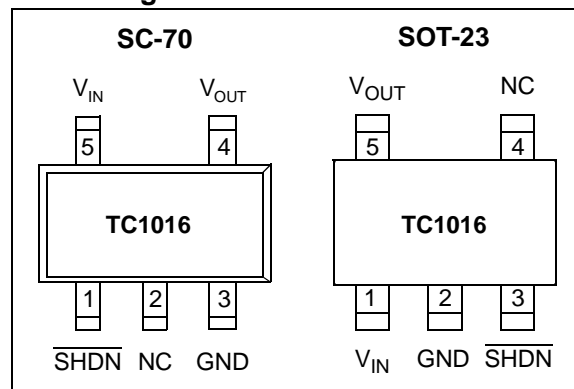 SC-70
SOT-23
VIN
VOUT
VOUT
NC
5
4
5
4
TC1016
TC1016
1
2
3
1
2
3
SHDN NC GND
VIN GND SHDN